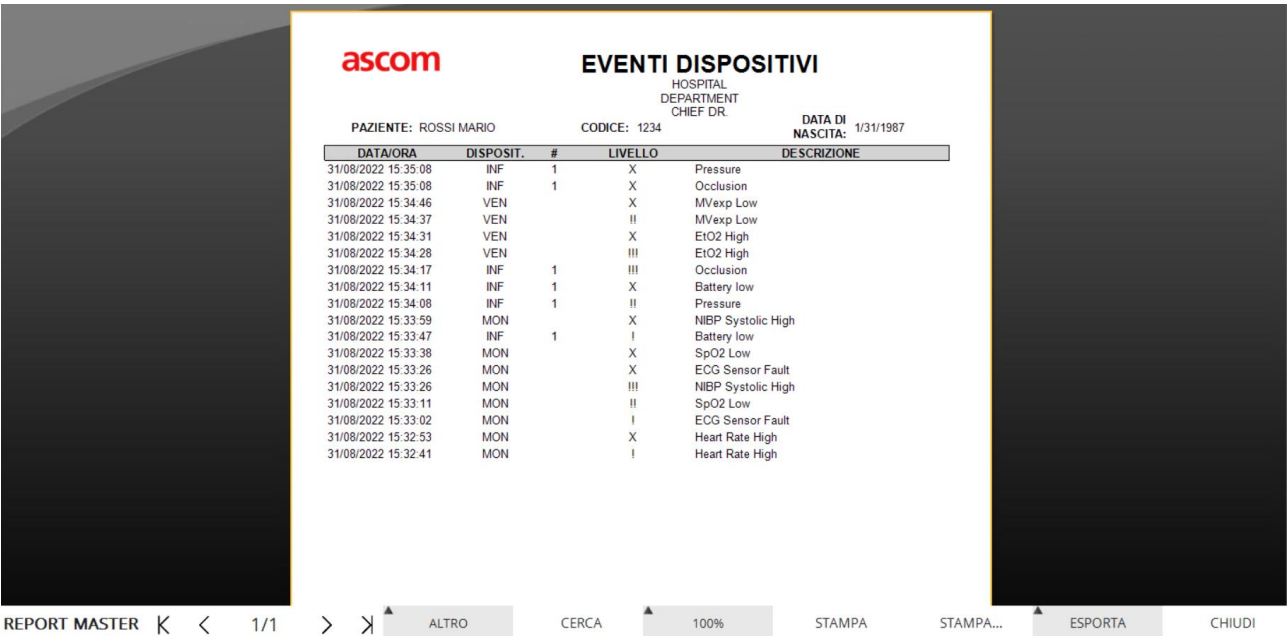 ascom
EVENTI DISPOSITIVI
HOSPITAL
DEPARTMENT
CHIEF DR.
PAZIENTE: ROSSI MARIO CODICE: 1234 DATA DI NASCITA: 1/31/1987
DATA/ORA DISPOSIT. # LIVELLO DESCRIZIONE
31/08/2022 15:35:08 INF 1 X Pressure
31/08/2022 15:35:08 INF 1 X Occlusion
31/08/2022 15:34:46 VEN X MVexp Low
31/08/2022 15:34:37 VEN !! MVexp Low
31/08/2022 15:34:31 VEN X EtO2 High
31/08/2022 15:34:28 VEN !!! EtO2 High
31/08/2022 15:34:17 INF 1 !!! Occlusion
31/08/2022 15:34:11 INF 1 X Battery low
31/08/2022 15:34:08 INF 1 !! Pressure
31/08/2022 15:33:59 MON X NIBP Systolic High
31/08/2022 15:33:47 INF 1 ! Battery low
31/08/2022 15:33:38 MON X SpO2 Low
31/08/2022 15:33:26 MON X ECG Sensor Fault
31/08/2022 15:33:26 MON !!! NIBP Systolic High
31/08/2022 15:33:11 MON !! SpO2 Low
31/08/2022 15:33:02 MON ! ECG Sensor Fault
31/08/2022 15:32:53 MON X Heart Rate High
31/08/2022 15:32:41 MON ! Heart Rate High
REPORT MASTER 1/1 ALTRO CERCA 100% STAMPA STAMPA... ESPORTA CHIUDI